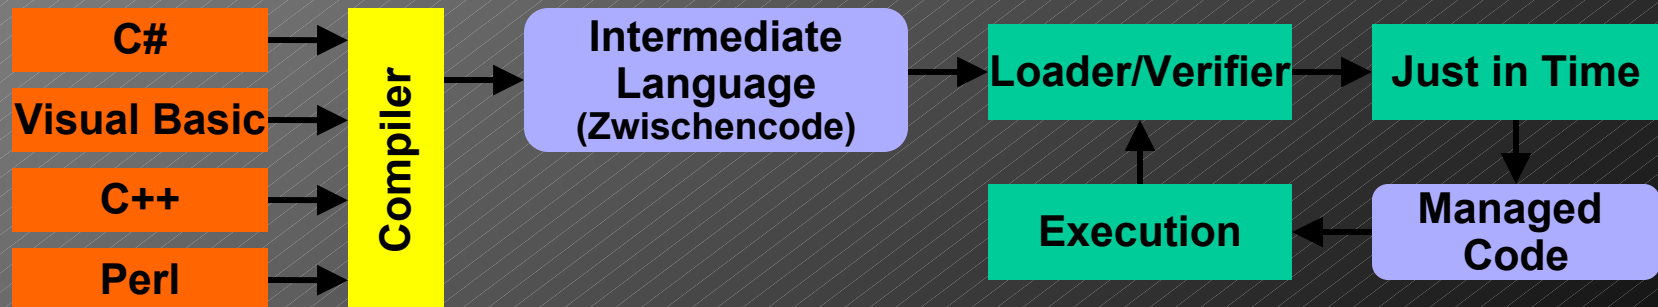 C#
Visual Basic
C++
Perl
Compiler
Intermediate
Language
(Zwischencode)
Loader/Verifier
Just in Time
Execution
Managed
Code